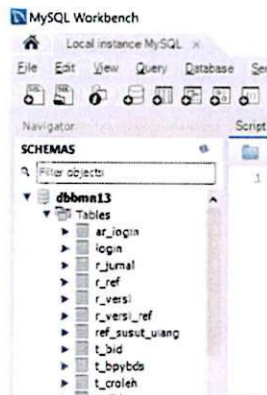 MySQL Workbench
Local instance MySQL ×
File Edit View Query Database
Navigator
Script
SCHEMAS
Filter objects
dbbmn13
Tables
ar_login
login
r_jurnal
r_ref
r_versi
r_versi_ref
ref_susut_ulang
t_bid
t_bpybds
t_croleh
1